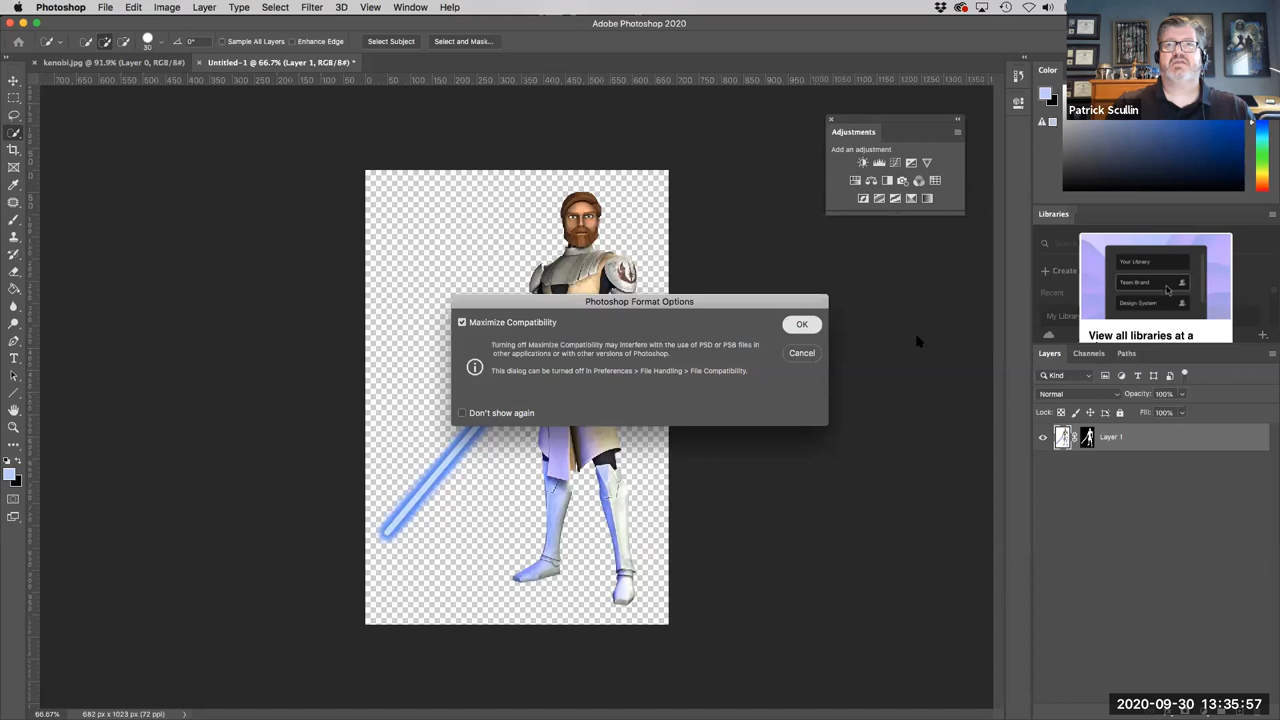 Photoshop File Edit Image Layer Type Select Filter 3D View Window Help
Adobe Photoshop 2020
30 0° Sample All Layers Enhance Edge Select Subject Select and Mask...
kenobi.jpg @ 91.9% (Layer 0, RGB/8#) Untitled-1 @ 66.7% (Layer 1, RGB/8#) *
Color
Patrick Scullin
Adjustments
Add an adjustment
Libraries
Your Library
Create
Team Brand
Recent
Design System
My Library
View all libraries at a
Photoshop Format Options
Maximize Compatibility
OK
Turning off Maximize Compatibility may interfere with the use of PSD or PSB files in
other applications or with other versions of Photoshop.
Cancel
This dialog can be turned off in Preferences > File Handling > File Compatibility.
Don't show again
Layers Channels Paths
Kind
Normal Opacity: 100%
Lock: Fill: 100%
Layer 1
66.67% 682 px x 1023 px (72 ppi)
2020-09-30 13:35:57